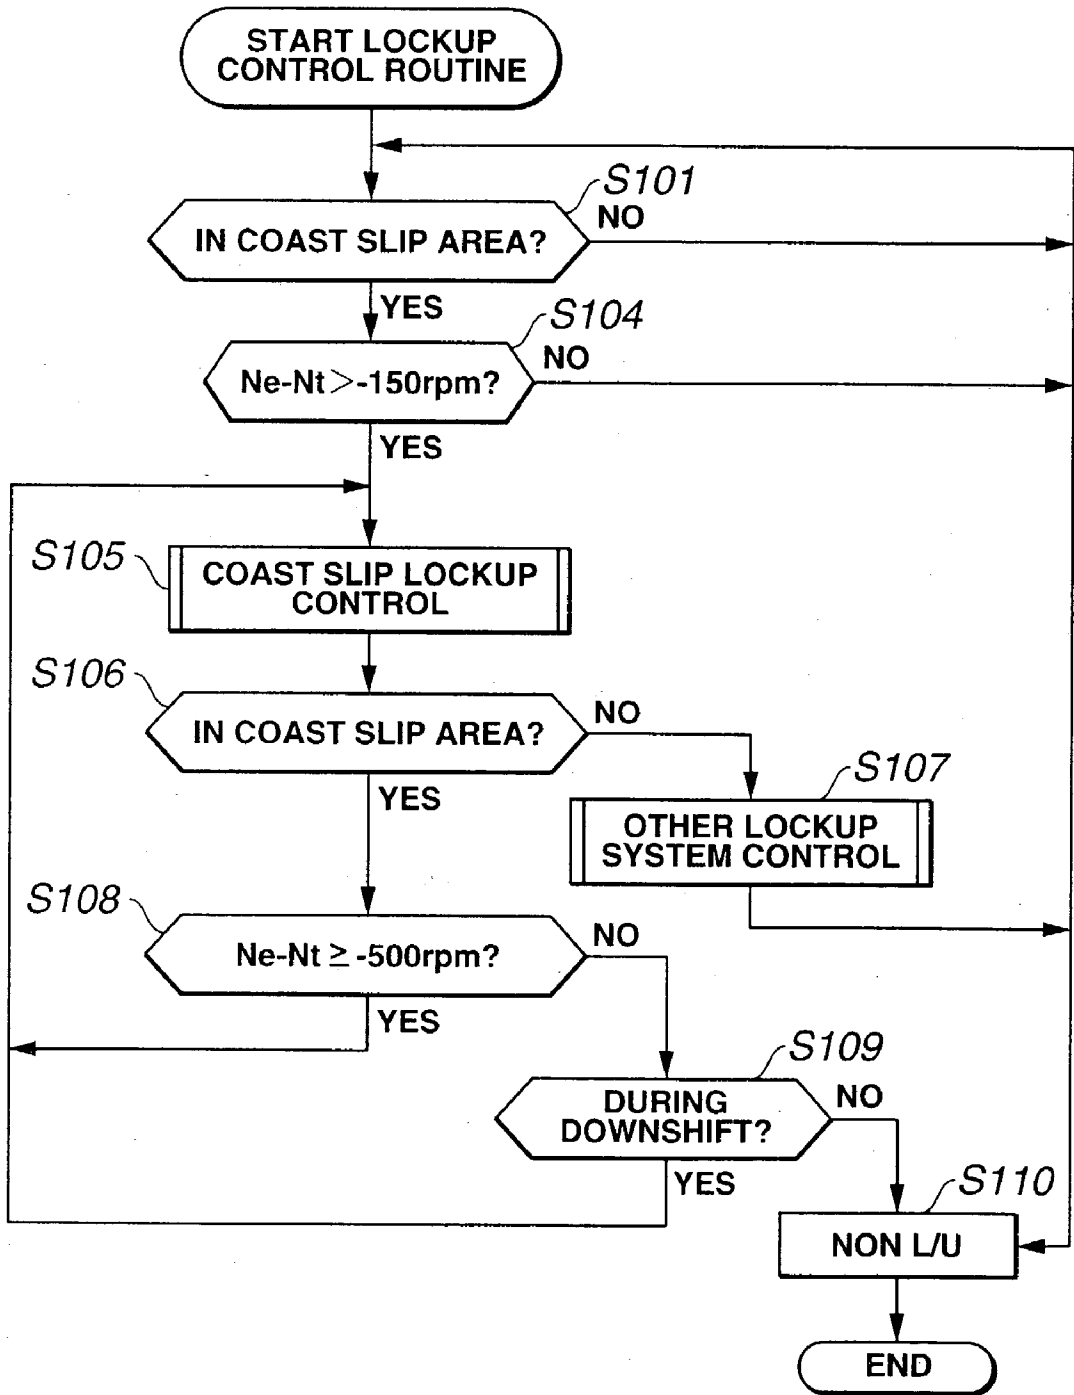 START LOCKUP
CONTROL ROUTINE
S101
IN COAST SLIP AREA?
NO
YES
S104
Ne-Nt>-150rpm?
NO
YES
S105
COAST SLIP LOCKUP
CONTROL
S106
IN COAST SLIP AREA?
NO
YES
S107
OTHER LOCKUP
SYSTEM CONTROL
S108
Ne-Nt ≥ -500rpm?
NO
YES
S109
DURING
DOWNSHIFT?
NO
YES
S110
NON L/U
END